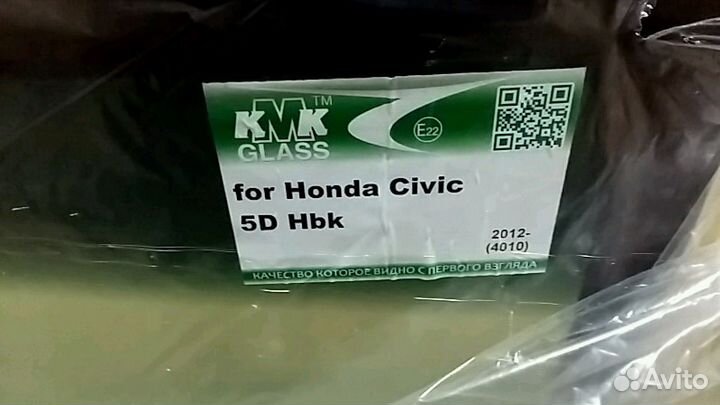 KMK™
GLASS
E22
for Honda Civic
5D Hbk
2012-
(4010)
КАЧЕСТВО КОТОРОЕ ВИДНО С ПЕРВОГО ВЗГЛЯДА
Avito